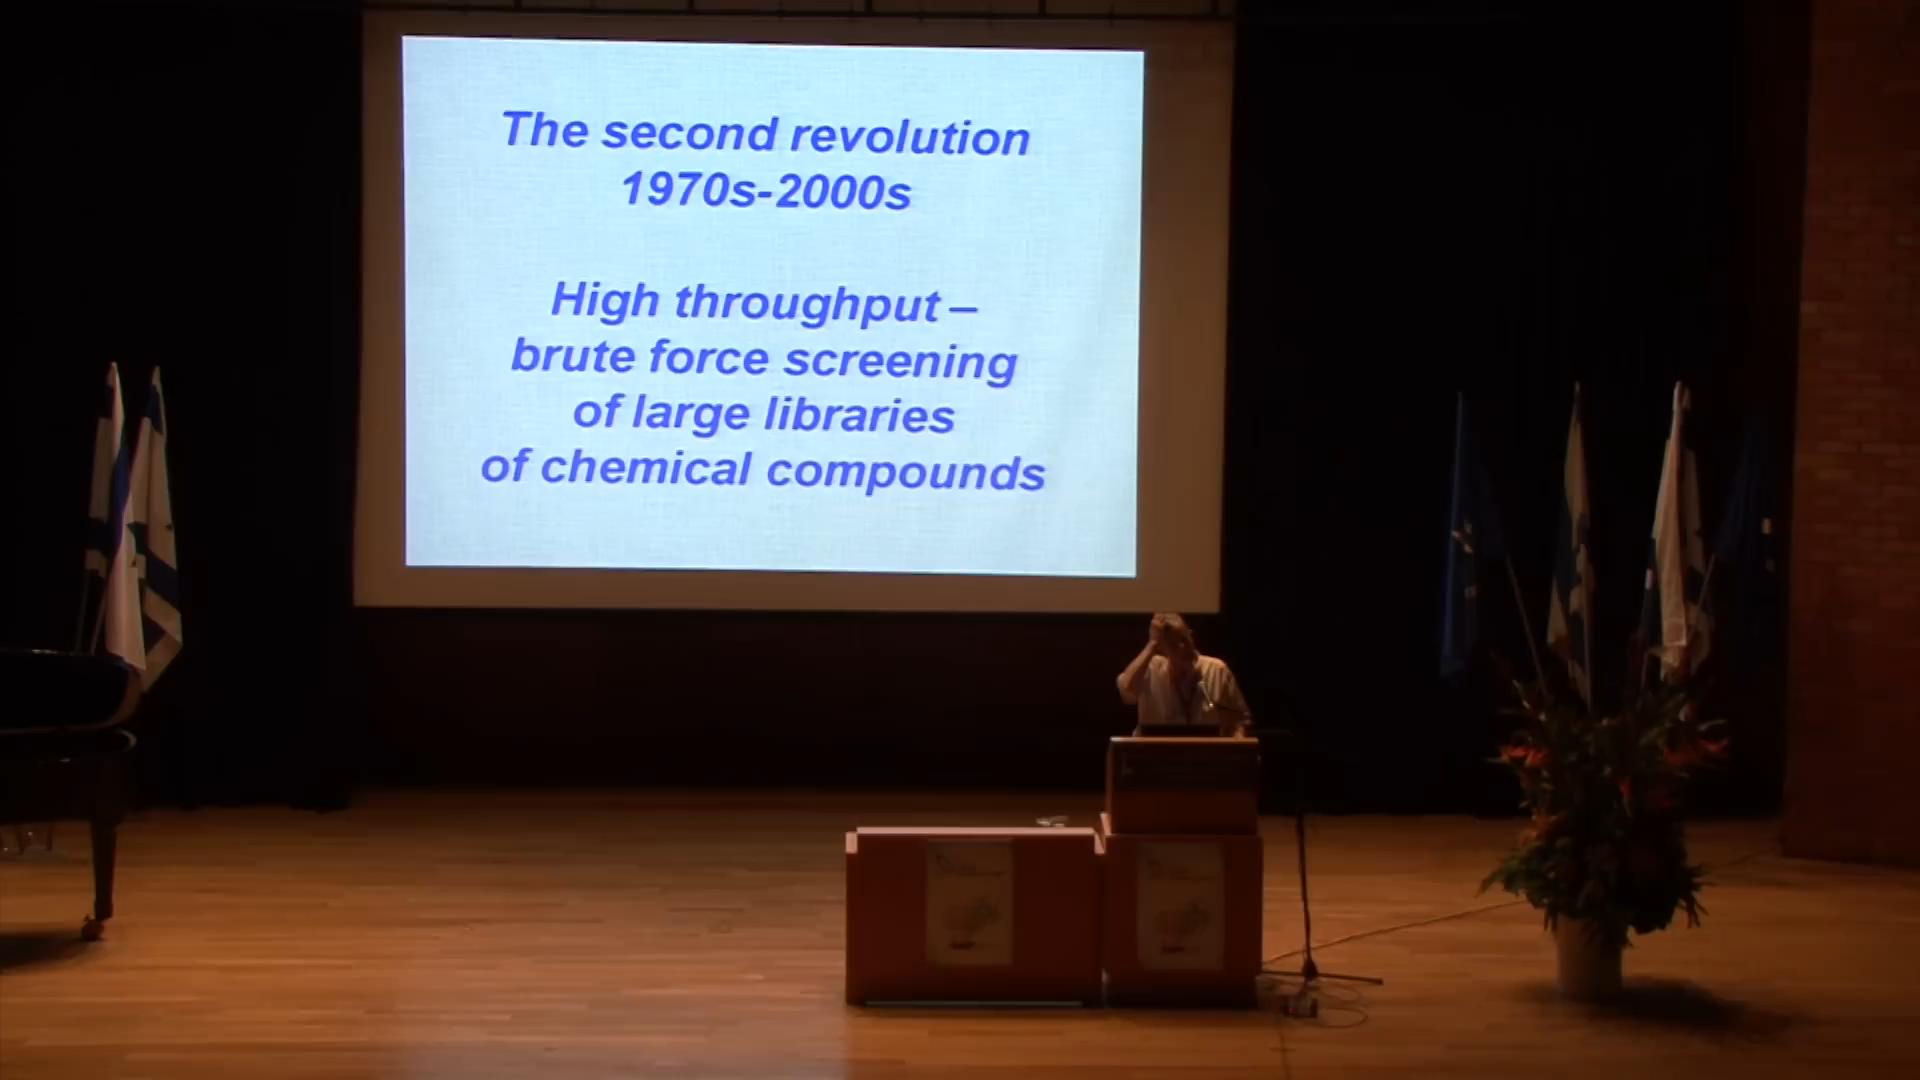 The second revolution
1970s-2000s
High throughput –
brute force screening
of large libraries
of chemical compounds